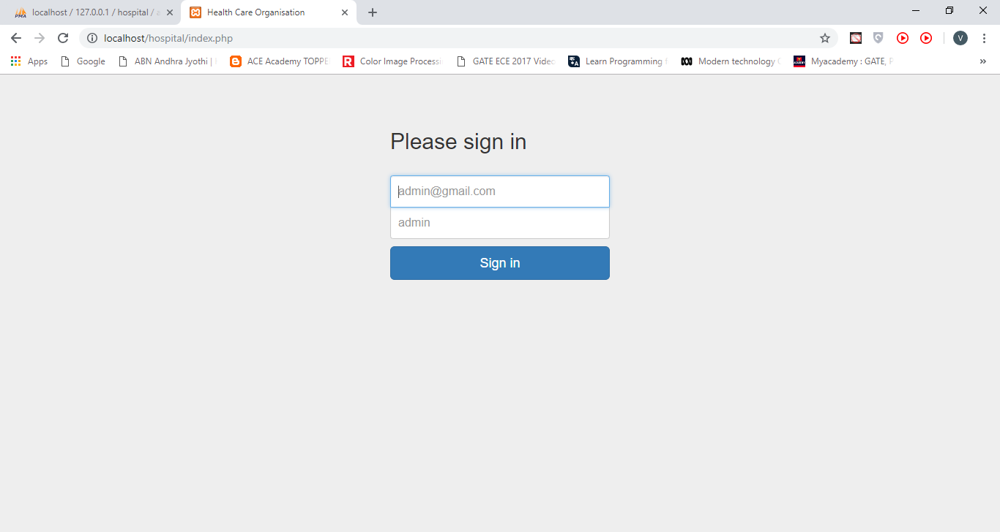 PMA localhost / 127.0.0.1 / hospital / Health Care Organisation
localhost/hospital/index.php V
Apps Google ABN Andhra Jyothi | ACE Academy TOPPE R Color Image Processi GATE ECE 2017 Video Learn Programming Modern technology Myacademy : GATE, »
Please sign in
admin@gmail.com
admin
Sign in